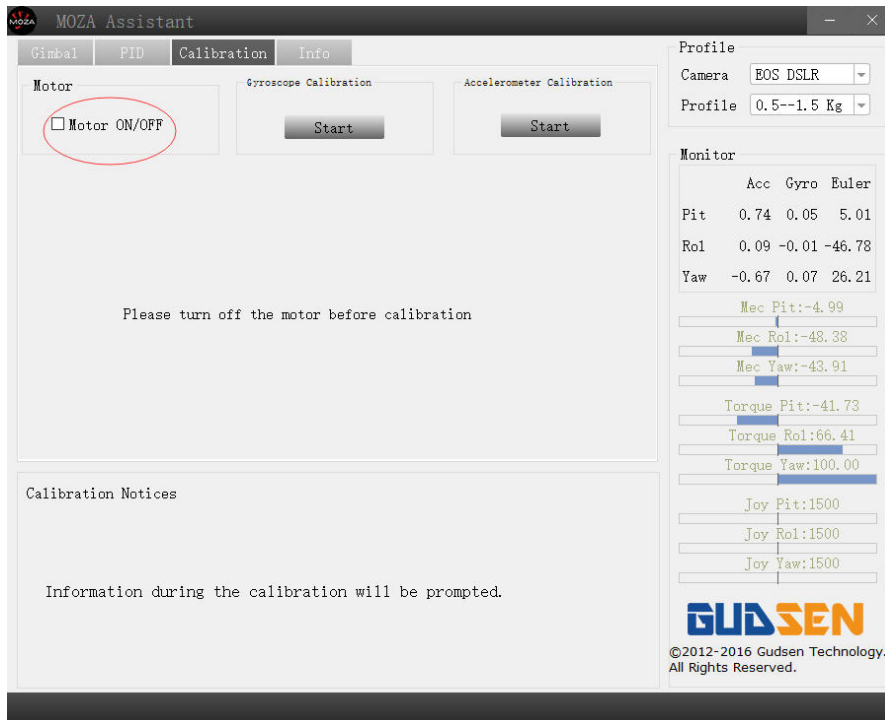 MOZA MOZA Assistant
Gimbal PID Calibration Info
Motor
Motor ON/OFF
Gyroscope Calibration
Start
Accelerometer Calibration
Start
Please turn off the motor before calibration
Calibration Notices
Information during the calibration will be prompted.
Profile
Camera EOS DSLR
Profile 0.5--1.5 Kg
Monitor
Acc Gyro Euler
Pit 0.74 0.05 5.01
Rol 0.09 -0.01 -46.78
Yaw -0.67 0.07 26.21
Mec Pit:-4.99
Mec Rol:-48.38
Mec Yaw:-43.91
Torque Pit:-41.73
Torque Rol:66.41
Torque Yaw:100.00
Joy Pit:1500
Joy Rol:1500
Joy Yaw:1500
GUDSEN
©2012-2016 Gudsen Technology.
All Rights Reserved.